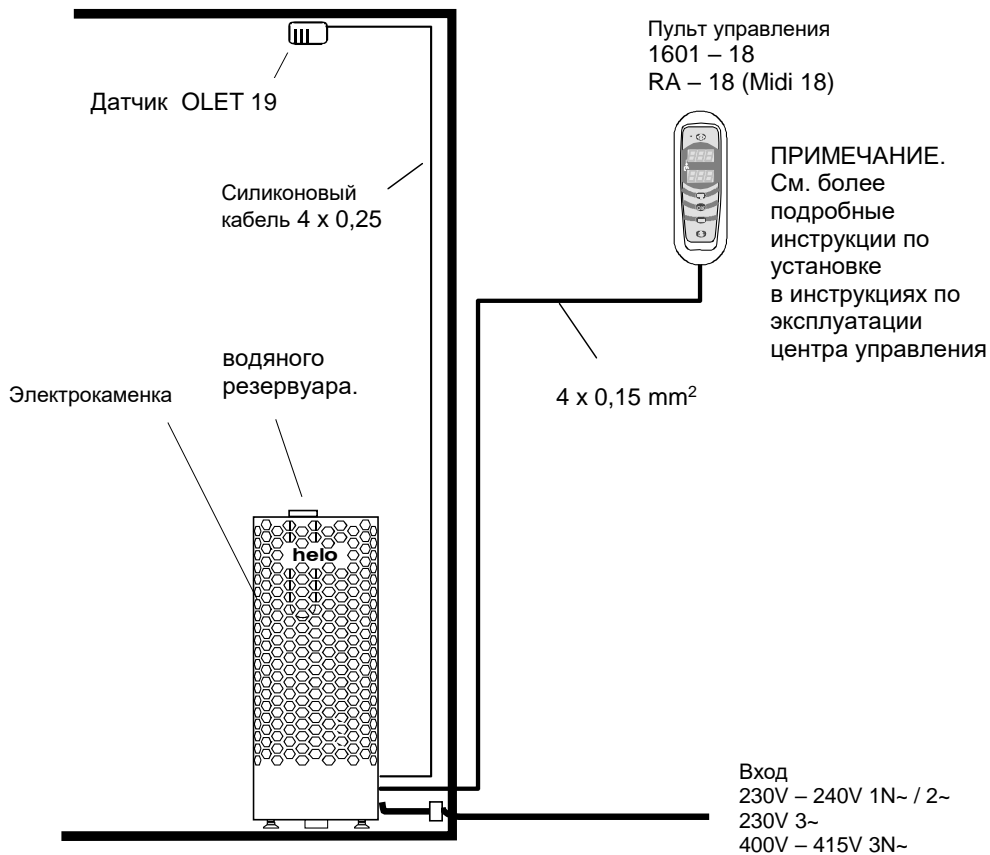 Пульт управления
1601 – 18
RA – 18 (Midi 18)
Датчик OLET 19
ПРИМЕЧАНИЕ.
См. более
подробные
инструкции по
установке
в инструкциях по
эксплуатации
центра управления
Силиконовый
кабель 4 x 0,25
водяного
резервуара.
Электрокаменка
4 x 0,15 mm²
helo
Вход
230V – 240V 1N~ / 2~
230V 3~
400V – 415V 3N~